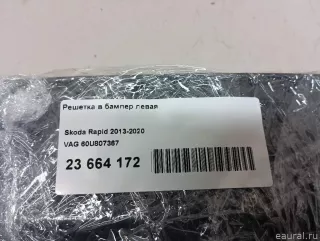 Решетка в бампер левая
Skoda Rapid 2013-2020
VAG 60U807367
23 664 172
eaural.ru